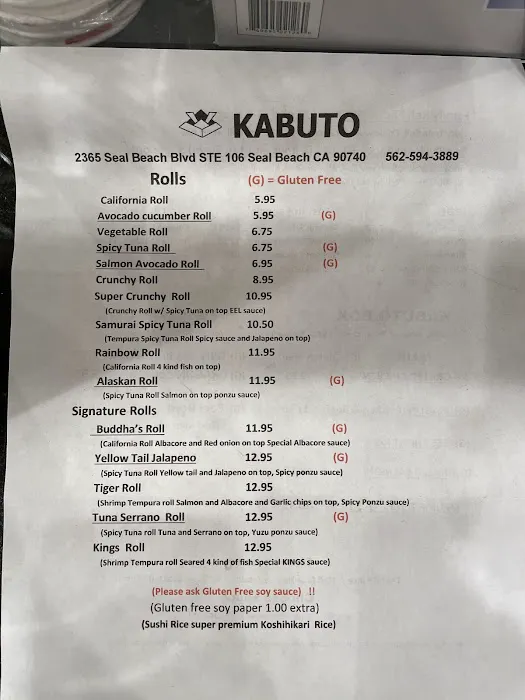 KABUTO
2365 Seal Beach Blvd STE 106 Seal Beach CA 90740 562-594-3889
Rolls (G) = Gluten Free
California Roll 5.95
Avocado cucumber Roll 5.95 (G)
Vegetable Roll 6.75
Spicy Tuna Roll 6.75 (G)
Salmon Avocado Roll 6.95 (G)
Crunchy Roll 8.95
Super Crunchy Roll 10.95
(Crunchy Roll w/ Spicy Tuna on top EEL sauce)
Samurai Spicy Tuna Roll 10.50
(Tempura Spicy Tuna Roll Spicy sauce and Jalapeno on top)
Rainbow Roll 11.95
(California Roll 4 kind fish on top)
Alaskan Roll 11.95 (G)
(Spicy Tuna Roll Salmon on top ponzu sauce)
Signature Rolls
Buddha's Roll 11.95 (G)
(California Roll Albacore and Red onion on top Special Albacore sauce)
Yellow Tail Jalapeno 12.95 (G)
(Spicy Tuna Roll Yellow tail and Jalapeno on top, Spicy ponzu sauce)
Tiger Roll 12.95
(Shrimp Tempura roll Salmon and Albacore and Garlic chips on top, Spicy Ponzu sauce)
Tuna Serrano Roll 12.95 (G)
(Spicy Tuna roll Tuna and Serrano on top, Yuzu ponzu sauce)
Kings Roll 12.95
(Shrimp Tempura roll Seared 4 kind of fish Special KINGS sauce)
(Please ask Gluten Free soy sauce) !!
(Gluten free soy paper 1.00 extra)
(Sushi Rice super premium Koshihikari Rice)